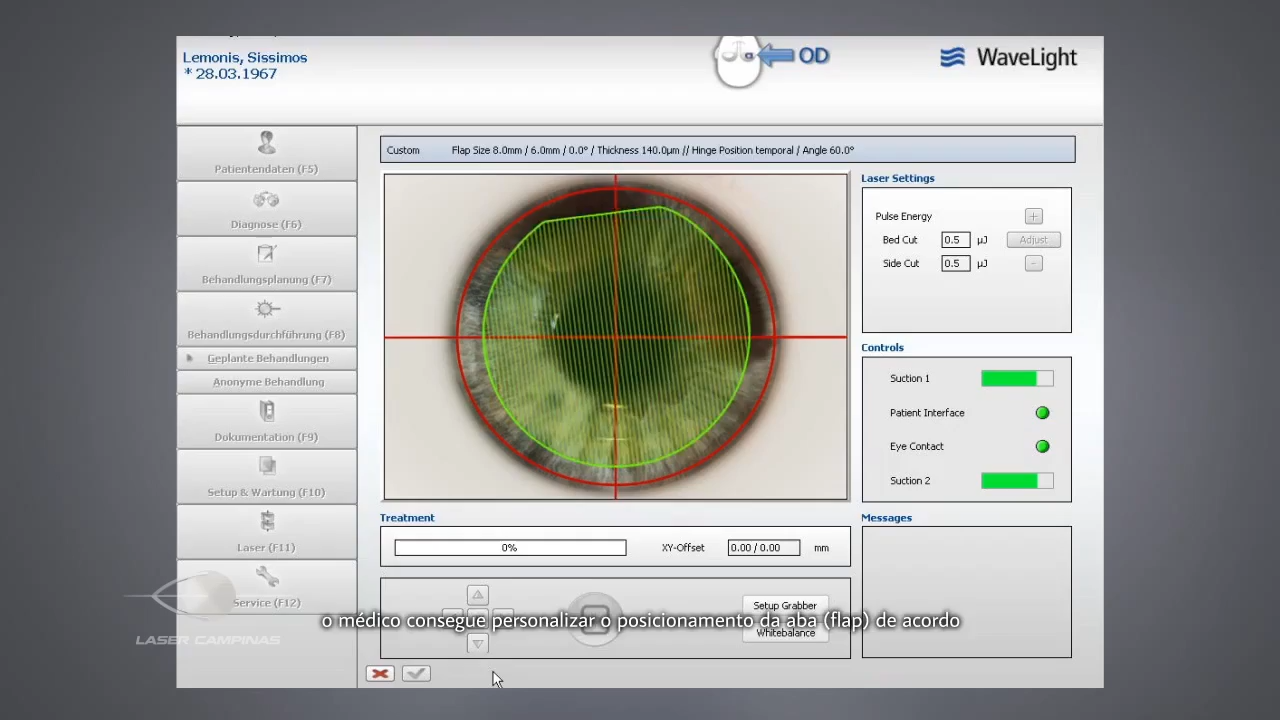 Lemonis, Sissimos
* 28.03.1967
OD
WaveLight
Patientendaten (F5)
Diagnose (F6)
Behandlungsplanung (F7)
Behandlungsdurchführung (F8)
Geplante Behandlungen
Anonyme Behandlung
Dokumentation (F9)
Setup & Wartung (F10)
Laser (F11)
Service (F12)
Custom Flap Size 8.0mm / 6.0mm / 0.0° / Thickness 140.0µm // Hinge Position temporal / Angle 60.0°
Laser Settings
Pulse Energy +
Bed Cut 0.5 µJ Adjust
Side Cut 0.5 µJ -
Controls
Suction 1
Patient Interface
Eye Contact
Suction 2
Treatment
0% XY-Offset 0.00 / 0.00 mm
Messages
Setup Grabber
Whitebalance
o médico consegue personalizar o posicionamento da aba (flap) de acordo
LASER CAMPINAS